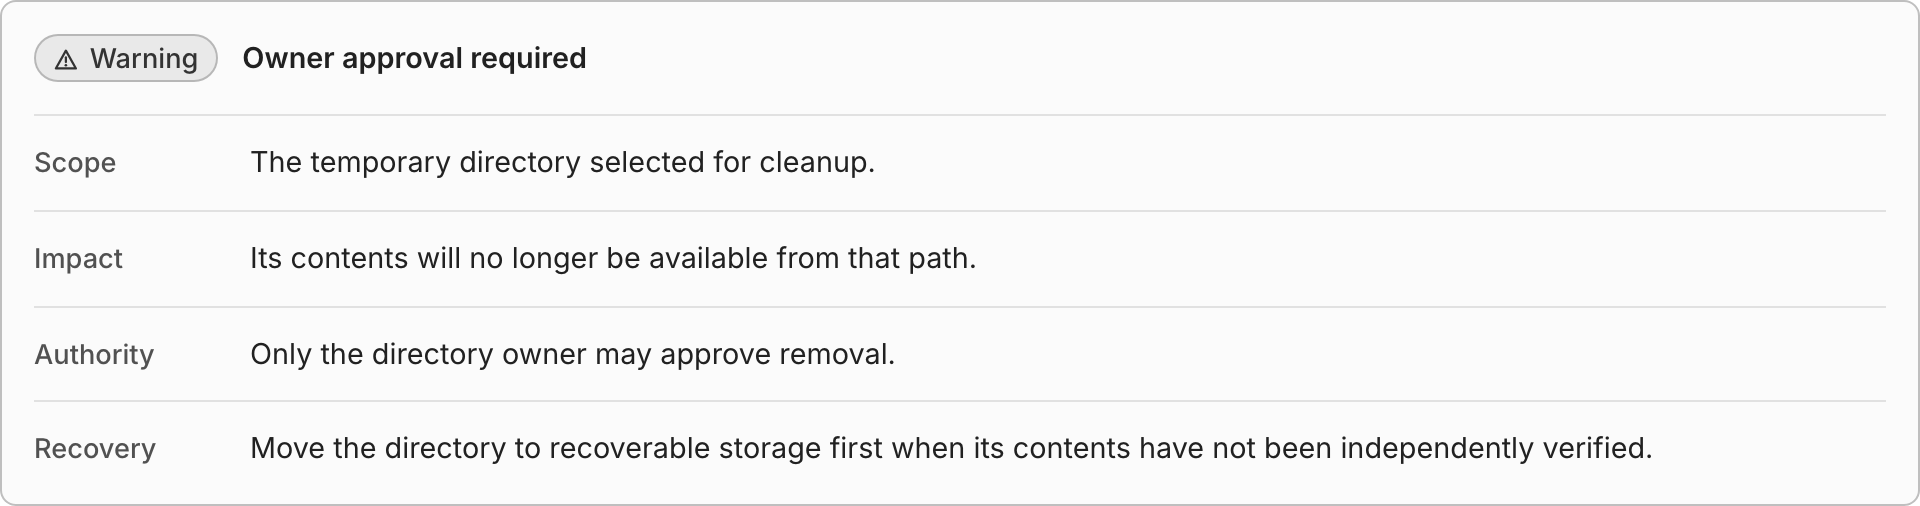 Warning Owner approval required
Scope The temporary directory selected for cleanup.
Impact Its contents will no longer be available from that path.
Authority Only the directory owner may approve removal.
Recovery Move the directory to recoverable storage first when its contents have not been independently verified.